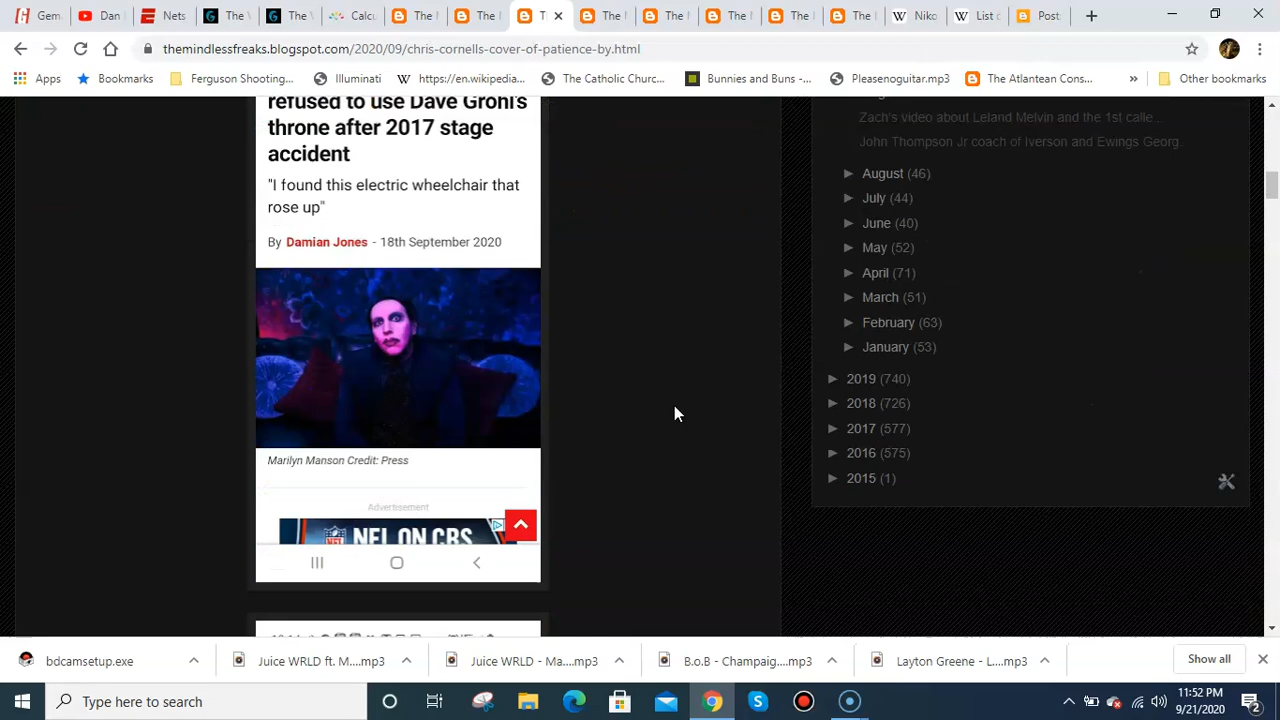 Gem
Dan
Nets
The V
The V
Calcu
The I
The I
T
The
The N
The
The I
The I
Niko
List c
Post
themindlessfreaks.blogspot.com/2020/09/chris-cornells-cover-of-patience-by.html
Apps
Bookmarks
Ferguson Shooting...
Illuminati
https://en.wikipedia...
The Catholic Churc...
Bunnies and Buns -...
Pleasenoguitar.mp3
The Atlantean Cons...
»
Other bookmarks
refused to use Dave Grohl's
throne after 2017 stage
accident
"I found this electric wheelchair that
rose up"
By Damian Jones - 18th September 2020
Marilyn Manson Credit: Press
Advertisement
NFL ON CBS
Zach's video about Leland Melvin and the 1st calle...
John Thompson Jr coach of Iverson and Ewings Georg...
► August (46)
► July (44)
► June (40)
► May (52)
► April (71)
► March (51)
► February (63)
► January (53)
► 2019 (740)
► 2018 (726)
► 2017 (577)
► 2016 (575)
► 2015 (1)
bdcamsetup.exe
Juice WRLD ft. M....mp3
Juice WRLD - Ma....mp3
B.o.B - Champaig....mp3
Layton Greene - L....mp3
Show all
Type here to search
11:52 PM
9/21/2020
2